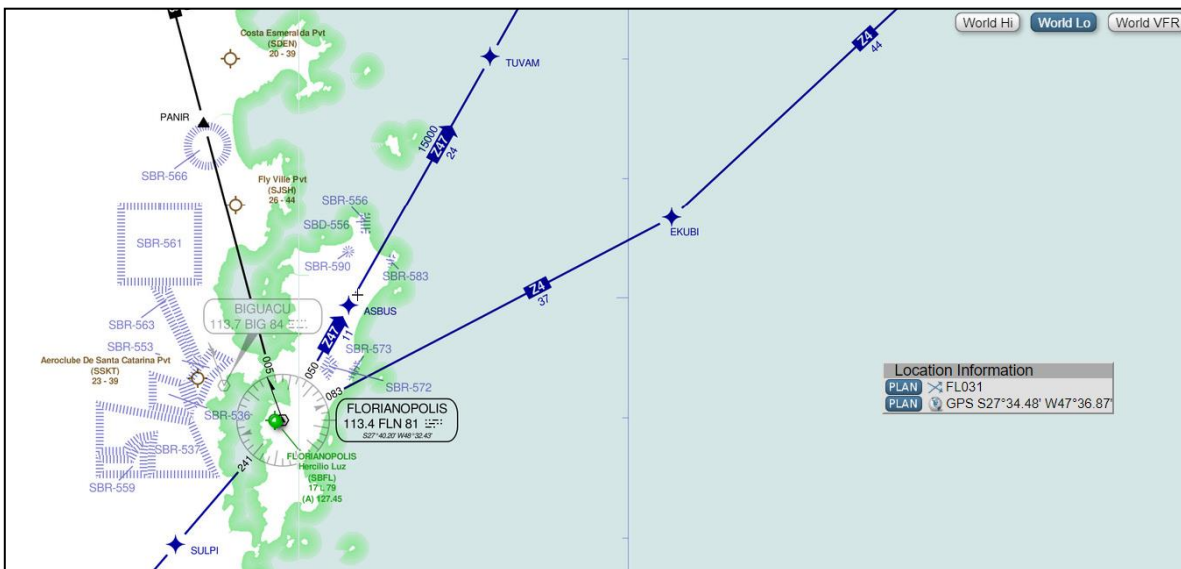 World Hi
World Lo
World VFR
Costa Esmeralda Pvt
(SDEN)
20 - 39
TUVAM
Z4
44
PANIR
15000
Z47
24
SBR-566
Fly Ville Pvt
(SJSH)
26 - 44
SBR-556
SBD-556
EKUBI
SBR-561
SBR-590
SBR-583
Z4
37
BIGUACU
113.7 BIG 84
ASBUS
SBR-563
Z47
11
SBR-553
SBR-573
Aeroclube De Santa Catarina Pvt
(SSKT)
23 - 39
005
050
083
SBR-572
Location Information
PLAN FL031
PLAN GPS S27°34.48' W47°36.87'
SBR-536
FLORIANOPOLIS
113.4 FLN 81
S27°40.20' W48°32.43'
SBR-537
241
FLORIANOPOLIS
Hercilio Luz
(SBFL)
79
(A) 127.45
SBR-559
SULPI